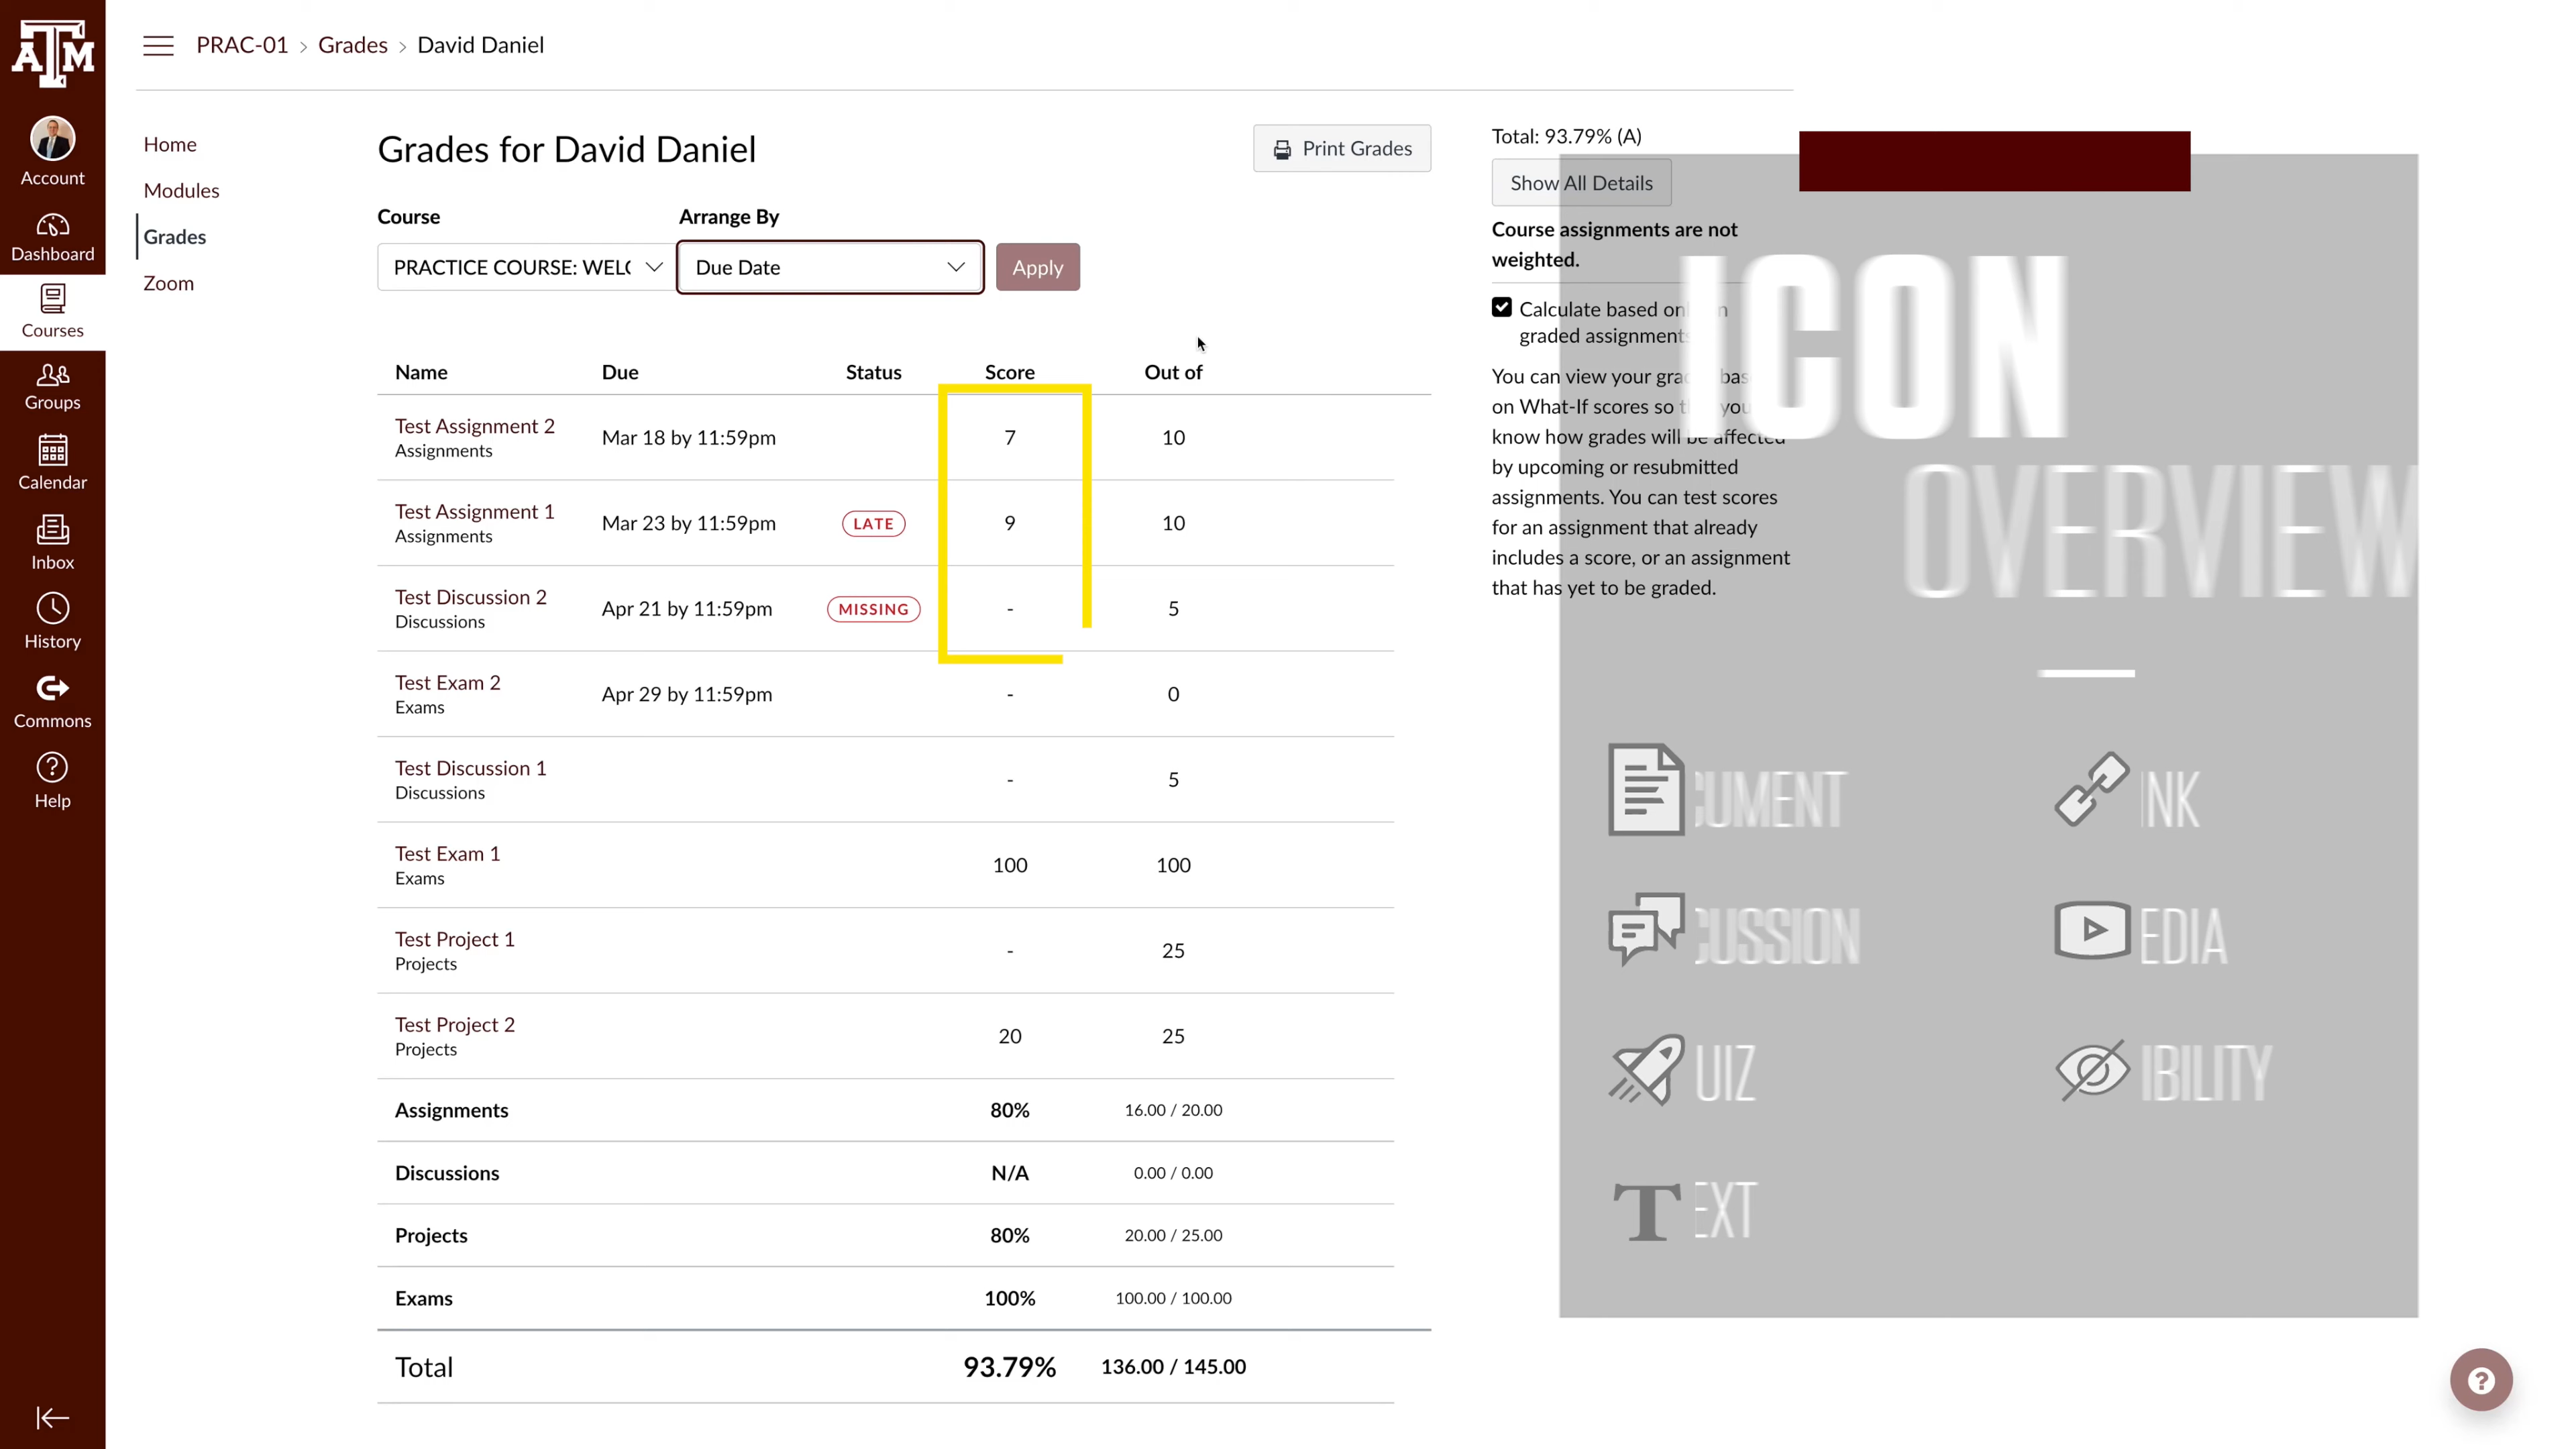 ATM
PRAC-01 > Grades > David Daniel
Account
Dashboard
Courses
Groups
Calendar
Inbox
History
Commons
Help
Home
Modules
Grades
Zoom
Grades for David Daniel
Print Grades
Course
Arrange By
PRACTICE COURSE: WEL
Due Date
Apply
Name Due Status Score Out of
Test Assignment 2 Mar 18 by 11:59pm 7 10
Assignments
Test Assignment 1 Mar 23 by 11:59pm LATE 9 10
Assignments
Test Discussion 2 Apr 21 by 11:59pm MISSING - 5
Discussions
Test Exam 2 Apr 29 by 11:59pm - 0
Exams
Test Discussion 1 - 5
Discussions
Test Exam 1 100 100
Exams
Test Project 1 - 25
Projects
Test Project 2 20 25
Projects
Assignments 80% 16.00 / 20.00
Discussions N/A 0.00 / 0.00
Projects 80% 20.00 / 25.00
Exams 100% 100.00 / 100.00
Total 93.79% 136.00 / 145.00
Total: 93.79% (A)
Show All Details
Course assignments are not
weighted.
Calculate based
graded assignments
You can view your
on What-If scores so you
know how grades will be affected
by upcoming or resubmitted
assignments. You can test scores
for an assignment that already
includes a score, or an assignment
that has yet to be graded.
ICON
OVERVIEW
CUMENT
INK
CUSSION
EDIA
UIZ
IBILITY
T EXT